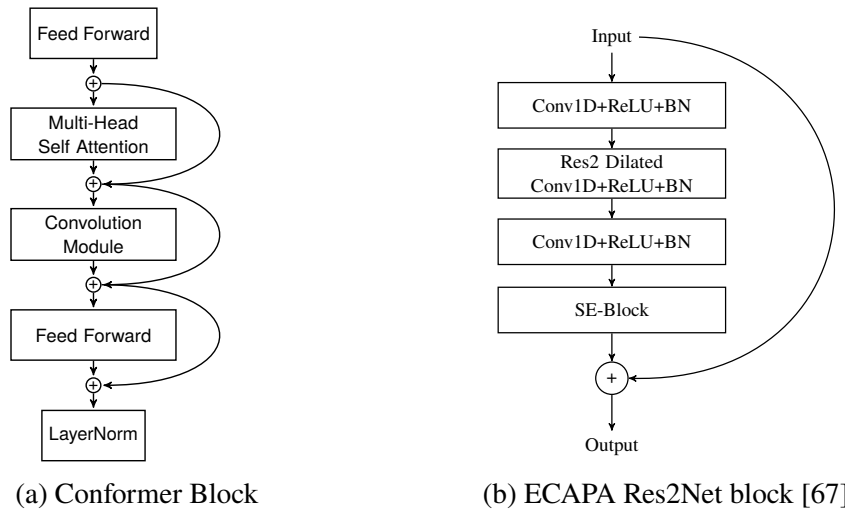 Feed Forward
+
Multi-Head
Self Attention
+
Convolution
Module
+
Feed Forward
+
LayerNorm
(a) Conformer Block
Input
Conv1D+ReLU+BN
Res2 Dilated
Conv1D+ReLU+BN
Conv1D+ReLU+BN
SE-Block
+
Output
(b) ECAPA Res2Net block [67]